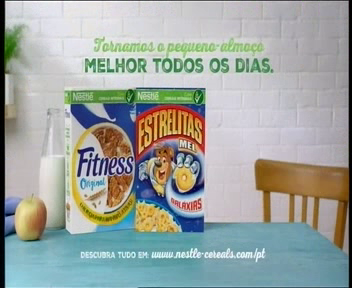 Tornamos o pequeno-almoço
MELHOR TODOS OS DIAS.
Nestlé
Nestlé
Fitness
Original
ESTRELITAS
MEL
GALÁXIAS
DESCUBRA TUDO EM: www.nestle-cereals.com/pt